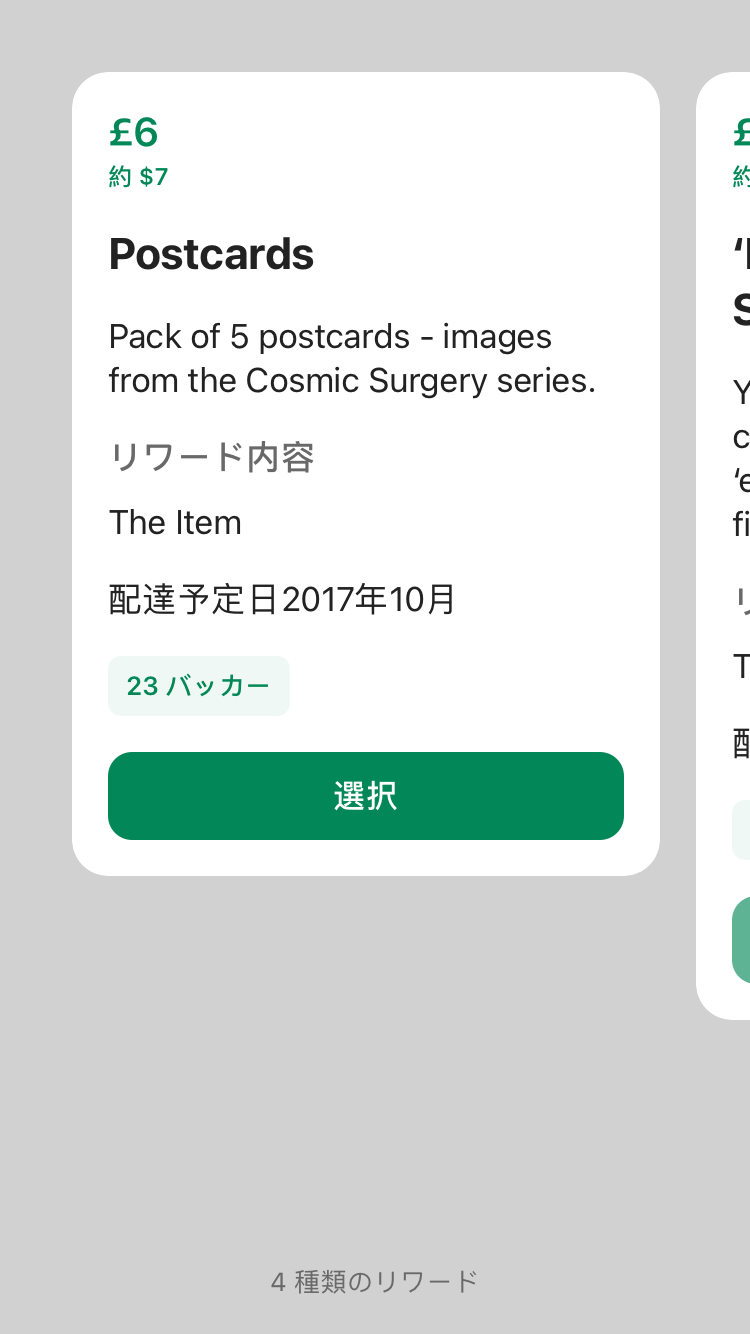 £6
約 $7
Postcards
Pack of 5 postcards - images
from the Cosmic Surgery series.
リワード内容
The Item
配達予定日2017年10月
23 バッカー
選択
4 種類のリワード